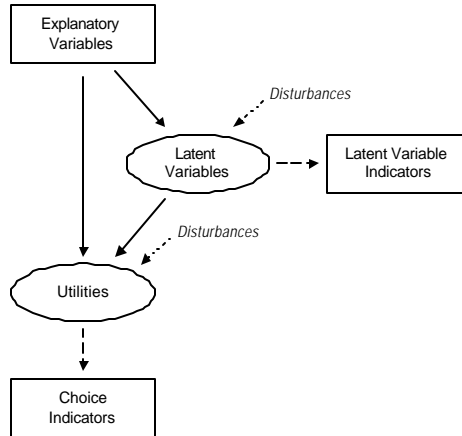 Explanatory
Variables
Disturbances
Latent
Variables
Latent Variable
Indicators
Disturbances
Utilities
Choice
Indicators